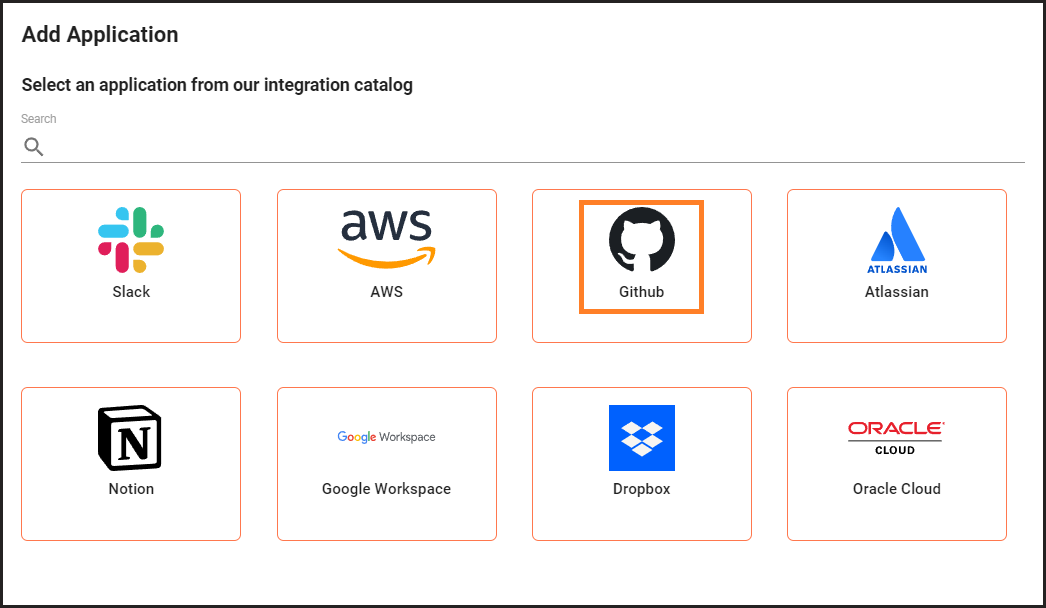 Add Application
Select an application from our integration catalog
Search
aws
ATLASSIAN
Slack
AWS
Github
Atlassian
N
Google Workspace
ORACLE
CLOUD
Notion
Google Workspace
Dropbox
Oracle Cloud